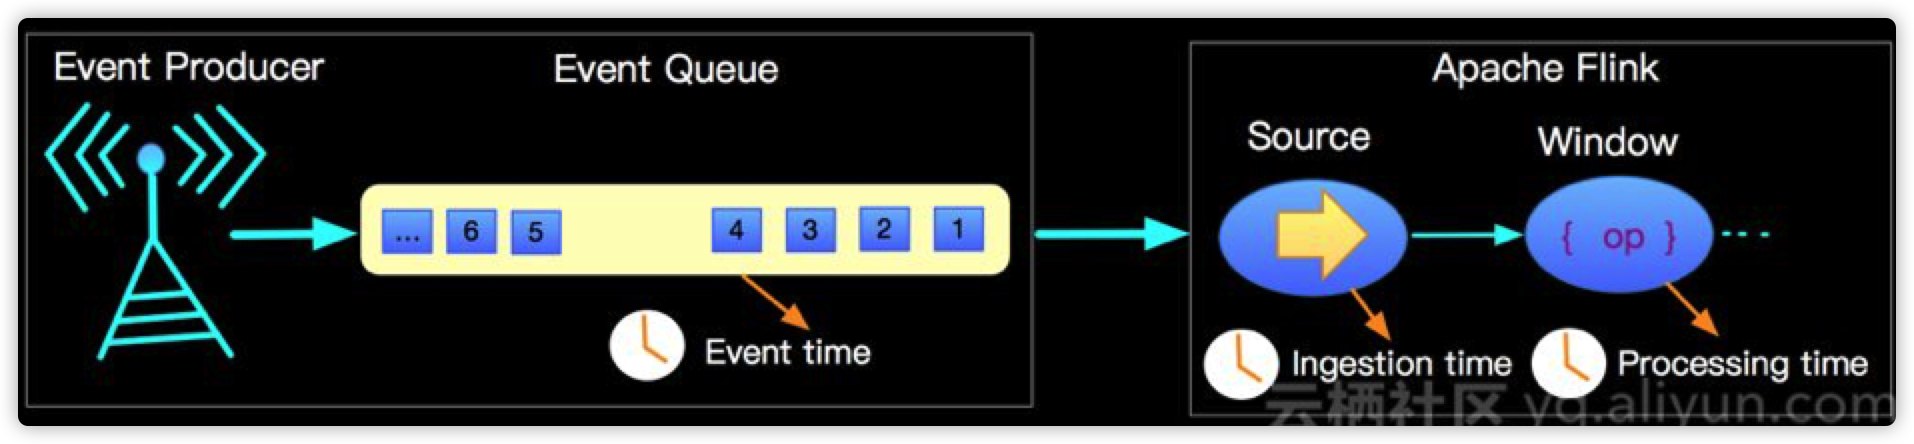 Event Producer
Event Queue
Apache Flink
Source
Window
... 6 5 4 3 2 1
{ op }
Event time
Ingestion time
Processing time
云栖社区 yq.aliyun.com